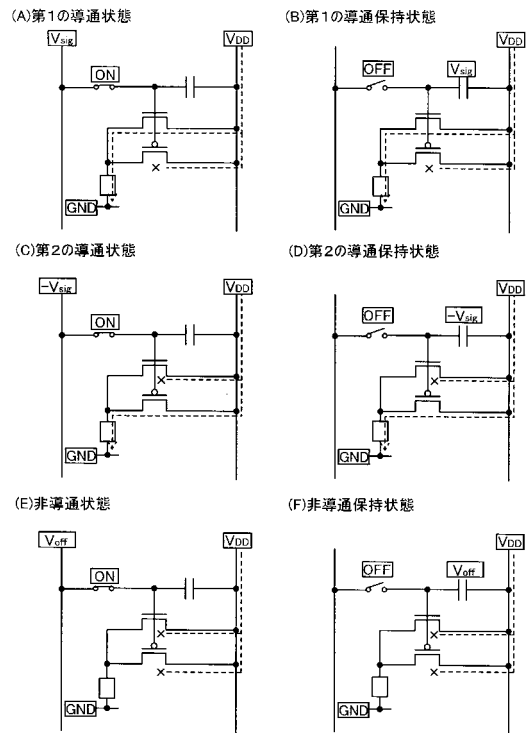 (A)第1の導通状態
Vsig
VDD
ON
GND
(B)第1の導通保持状態
VDD
OFF
Vsig
GND
(C)第2の導通状態
−Vsig
VDD
ON
GND
(D)第2の導通保持状態
VDD
OFF
−Vsig
GND
(E)非導通状態
Voff
VDD
ON
GND
(F)非導通保持状態
VDD
OFF
Voff
GND